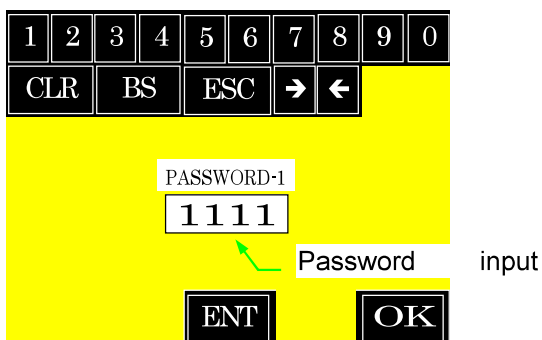 1 2 3 4 5 6 7 8 9 0
CLR BS ESC → ←
PASSWORD-1
1111
Password input
ENT OK